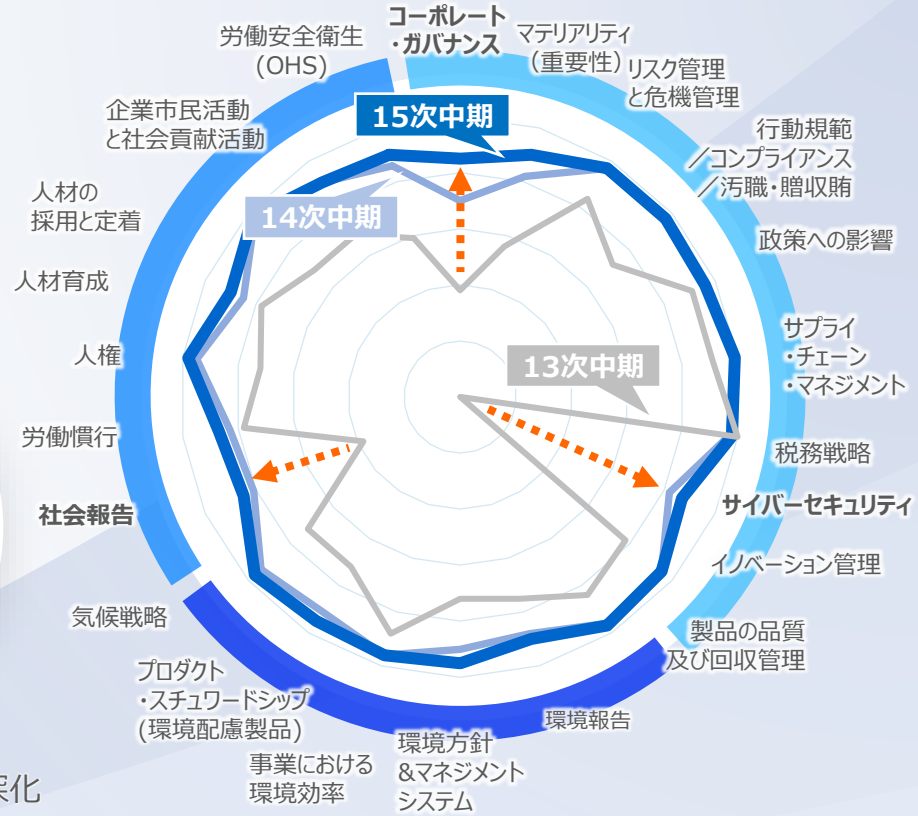 コーポレート
・ガバナンス
マテリアリティ
（重要性）
リスク管理
と危機管理
行動規範
／コンプライアンス
／汚職・贈収賄
政策への影響
サプライ
・チェーン
・マネジメント
税務戦略
サイバーセキュリティ
イノベーション管理
製品の品質
及び回収管理
環境報告
環境方針
&マネジメント
システム
事業における
環境効率
プロダクト
・スチュワードシップ
(環境配慮製品)
気候戦略
社会報告
労働慣行
人権
人材育成
人材の
採用と定着
企業市民活動
と社会貢献活動
労働安全衛生
(OHS)
15次中期
14次中期
13次中期